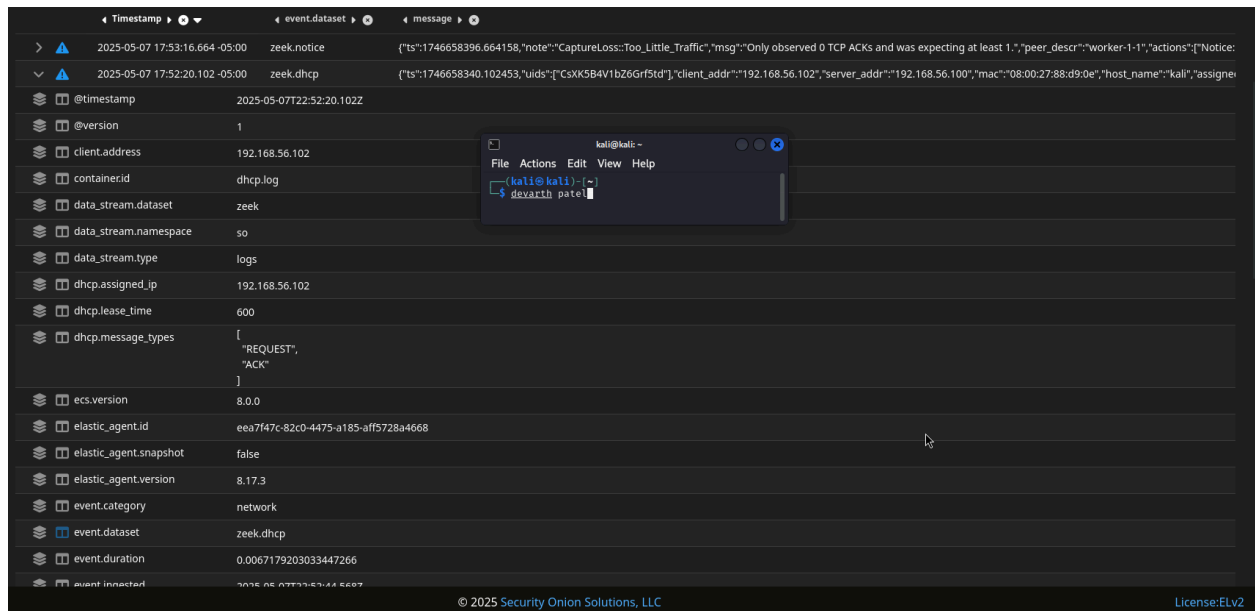 Timestamp event.dataset message
2025-05-07 17:53:16.664 -05:00 zeek.notice {"ts":1746658396.664158,"note":"CaptureLoss::Too_Little_Traffic","msg":"Only observed 0 TCP ACKs and was expecting at least 1.","peer_descr":"worker-1-1","actions":["Notice:
2025-05-07 17:52:20.102 -05:00 zeek.dhcp {"ts":1746658340.102453,"uids":["CsXK5B4V1bZ6Grf5td"],"client_addr":"192.168.56.102","server_addr":"192.168.56.100","mac":"08:00:27:88:d9:0e","host_name":"kali","assigne
@timestamp 2025-05-07T22:52:20.102Z
@version 1
client.address 192.168.56.102
container.id dhcp.log
data_stream.dataset zeek
data_stream.namespace so
data_stream.type logs
dhcp.assigned_ip 192.168.56.102
dhcp.lease_time 600
dhcp.message_types [
"REQUEST",
"ACK"
]
ecs.version 8.0.0
elastic_agent.id eea7f47c-82c0-4475-a185-aff5728a4668
elastic_agent.snapshot false
elastic_agent.version 8.17.3
event.category network
event.dataset zeek.dhcp
event.duration 0.0067179203033447266
event.ingested 2025-05-07T22:52:44.568Z
kali@kali: ~
File Actions Edit View Help
┌──(kali㉿kali)-[~]
└─$ devarth patel
© 2025 Security Onion Solutions, LLC License:ELv2